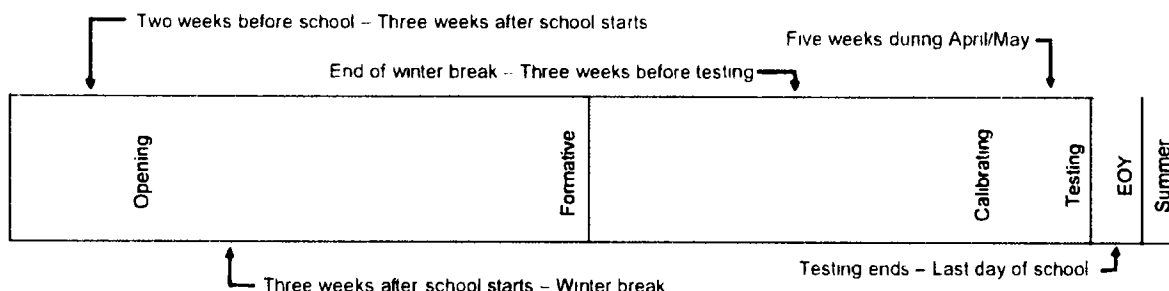 Two weeks before school – Three weeks after school starts
Five weeks during April/May
End of winter break – Three weeks before testing
Opening
Formative
Calibrating
Testing
EOY
Summer
Testing ends – Last day of school
Three weeks after school starts – Winter break